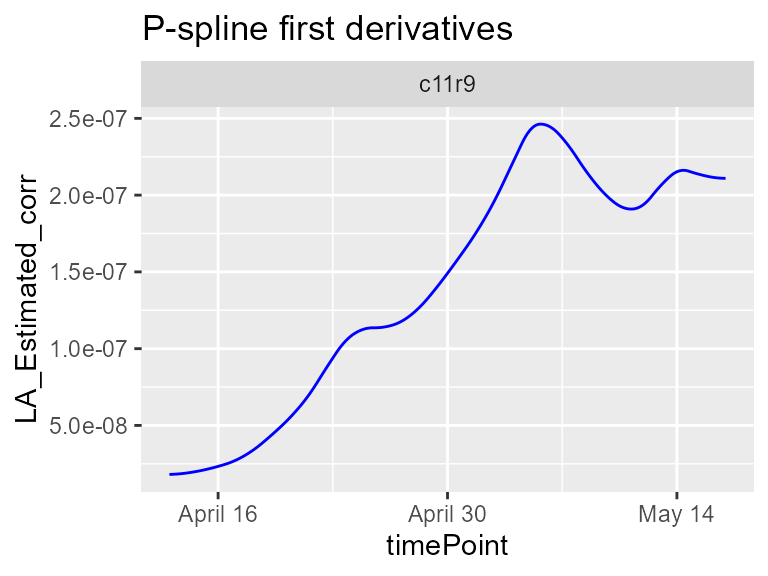 P-spline first derivatives
c11r9
LA_Estimated_corr
2.5e-07
2.0e-07
1.5e-07
1.0e-07
5.0e-08
April 16
April 30
May 14
timePoint